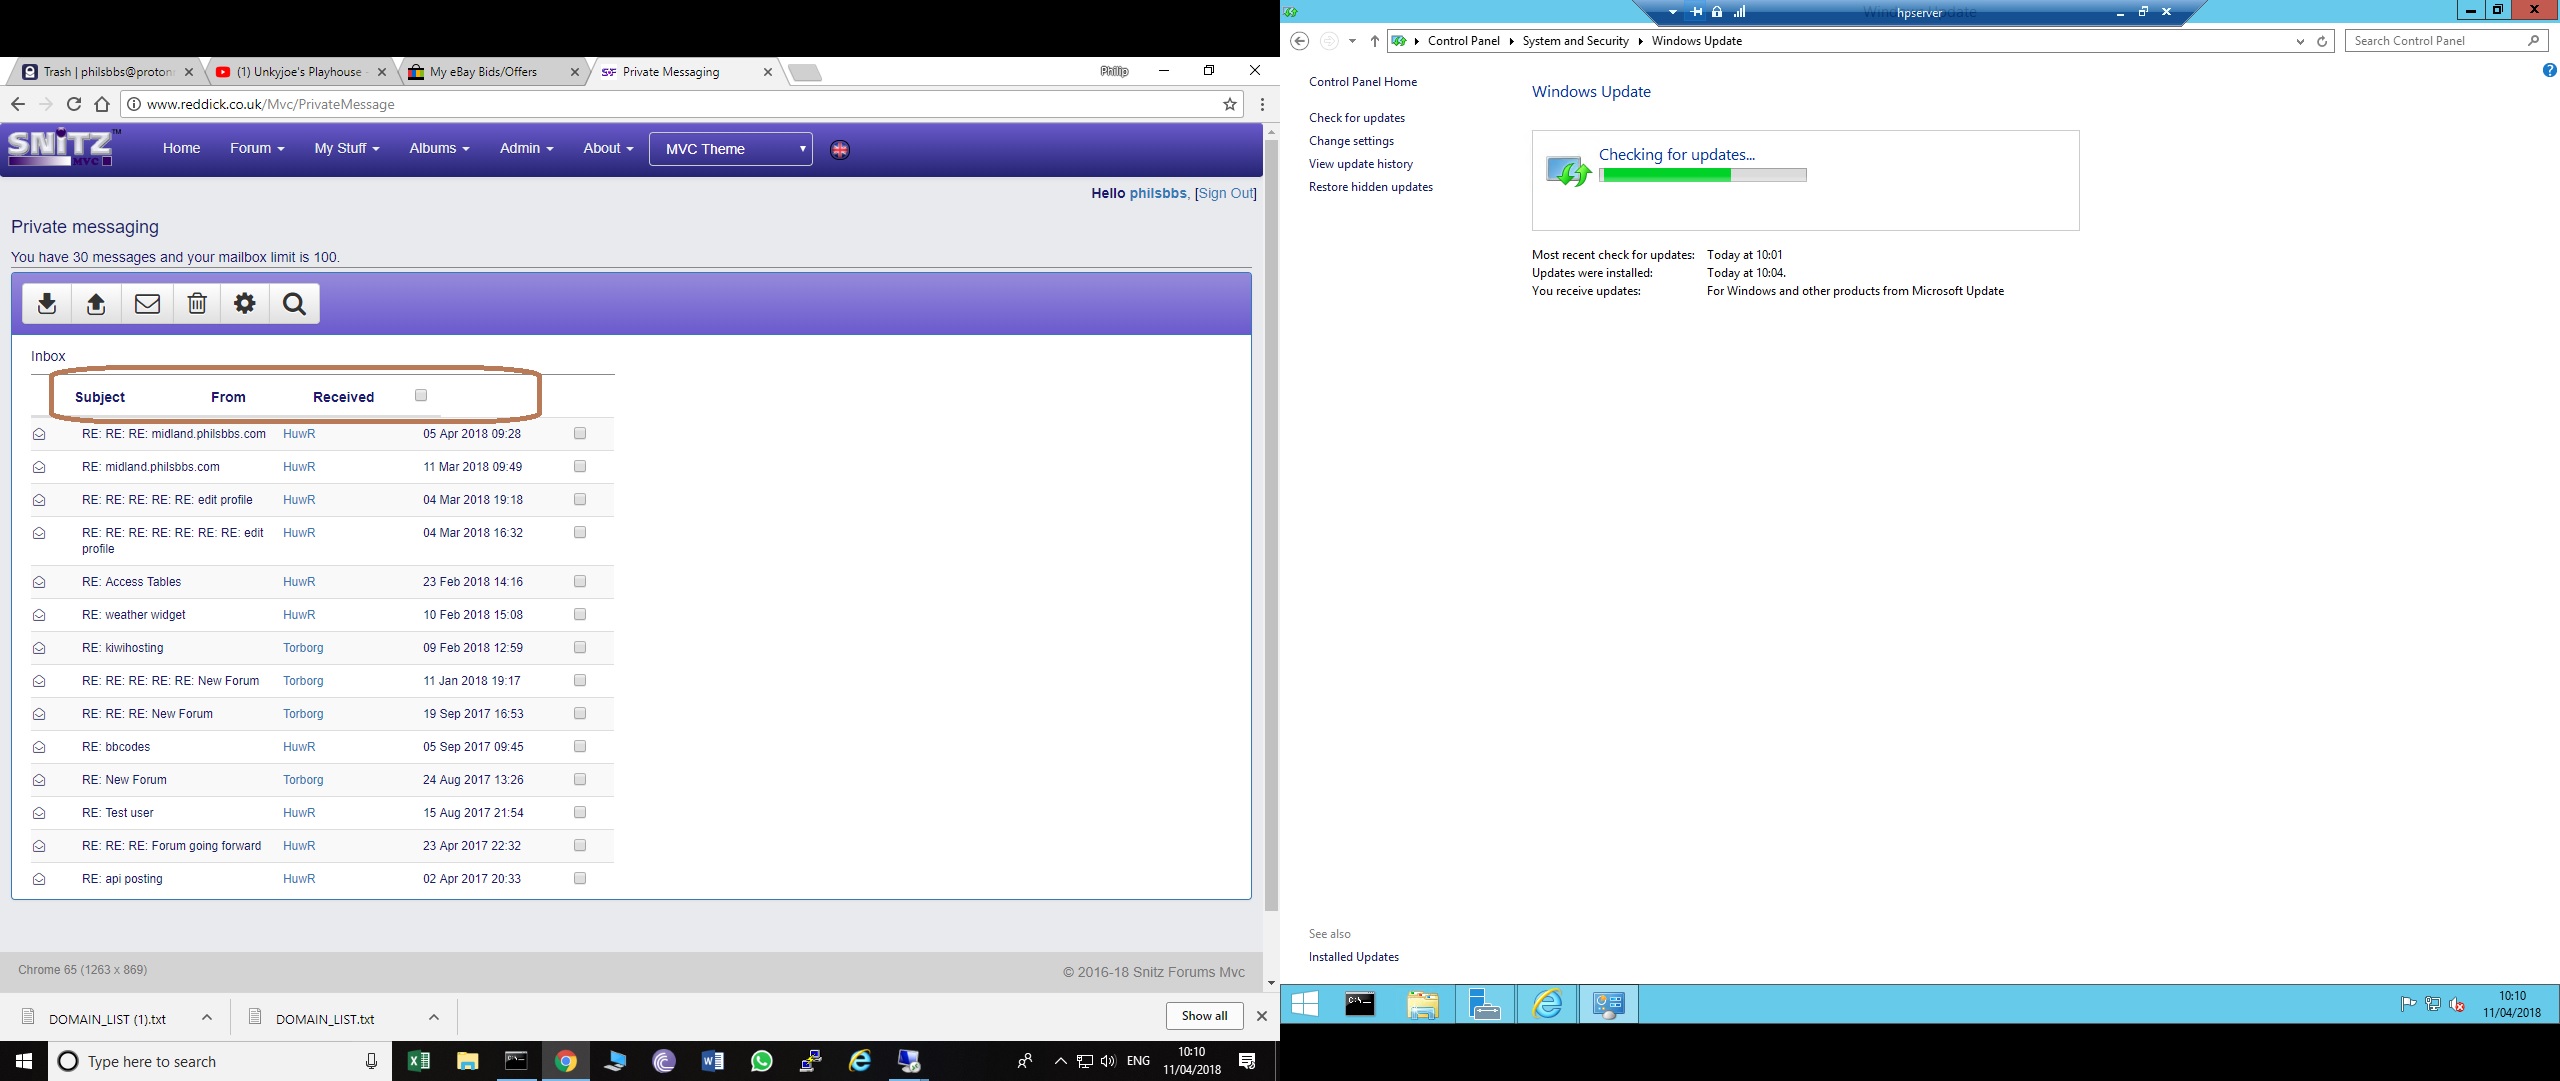 Trash | philsbbs@proton
(1) Unkyjoe's Playhouse -
My eBay Bids/Offers
SVF Private Messaging
Philip
www.reddick.co.uk/Mvc/PrivateMessage
SNiTZ™
MVC
Home
Forum
My Stuff
Albums
Admin
About
MVC Theme
Hello philsbbs, [Sign Out]
Private messaging
You have 30 messages and your mailbox limit is 100.
Inbox
Subject From Received
RE: RE: RE: midland.philsbbs.com HuwR 05 Apr 2018 09:28
RE: midland.philsbbs.com HuwR 11 Mar 2018 09:49
RE: RE: RE: RE: RE: edit profile HuwR 04 Mar 2018 19:18
RE: RE: RE: RE: RE: RE: RE: edit HuwR 04 Mar 2018 16:32
profile
RE: Access Tables HuwR 23 Feb 2018 14:16
RE: weather widget HuwR 10 Feb 2018 15:08
RE: kiwihosting Torborg 09 Feb 2018 12:59
RE: RE: RE: RE: RE: New Forum Torborg 11 Jan 2018 19:17
RE: RE: RE: New Forum Torborg 19 Sep 2017 16:53
RE: bbcodes HuwR 05 Sep 2017 09:45
RE: New Forum Torborg 24 Aug 2017 13:26
RE: Test user HuwR 15 Aug 2017 21:54
RE: RE: RE: Forum going forward HuwR 23 Apr 2017 22:32
RE: api posting HuwR 02 Apr 2017 20:33
Chrome 65 (1263 x 869)
© 2016-18 Snitz Forums Mvc
DOMAIN_LIST (1).txt
DOMAIN_LIST.txt
Show all
Type here to search
ENG
10:10
11/04/2018
hpserver
Control Panel
System and Security
Windows Update
Search Control Panel
Control Panel Home
Check for updates
Change settings
View update history
Restore hidden updates
Windows Update
Checking for updates...
Most recent check for updates: Today at 10:01
Updates were installed: Today at 10:04.
You receive updates: For Windows and other products from Microsoft Update
See also
Installed Updates
10:10
11/04/2018